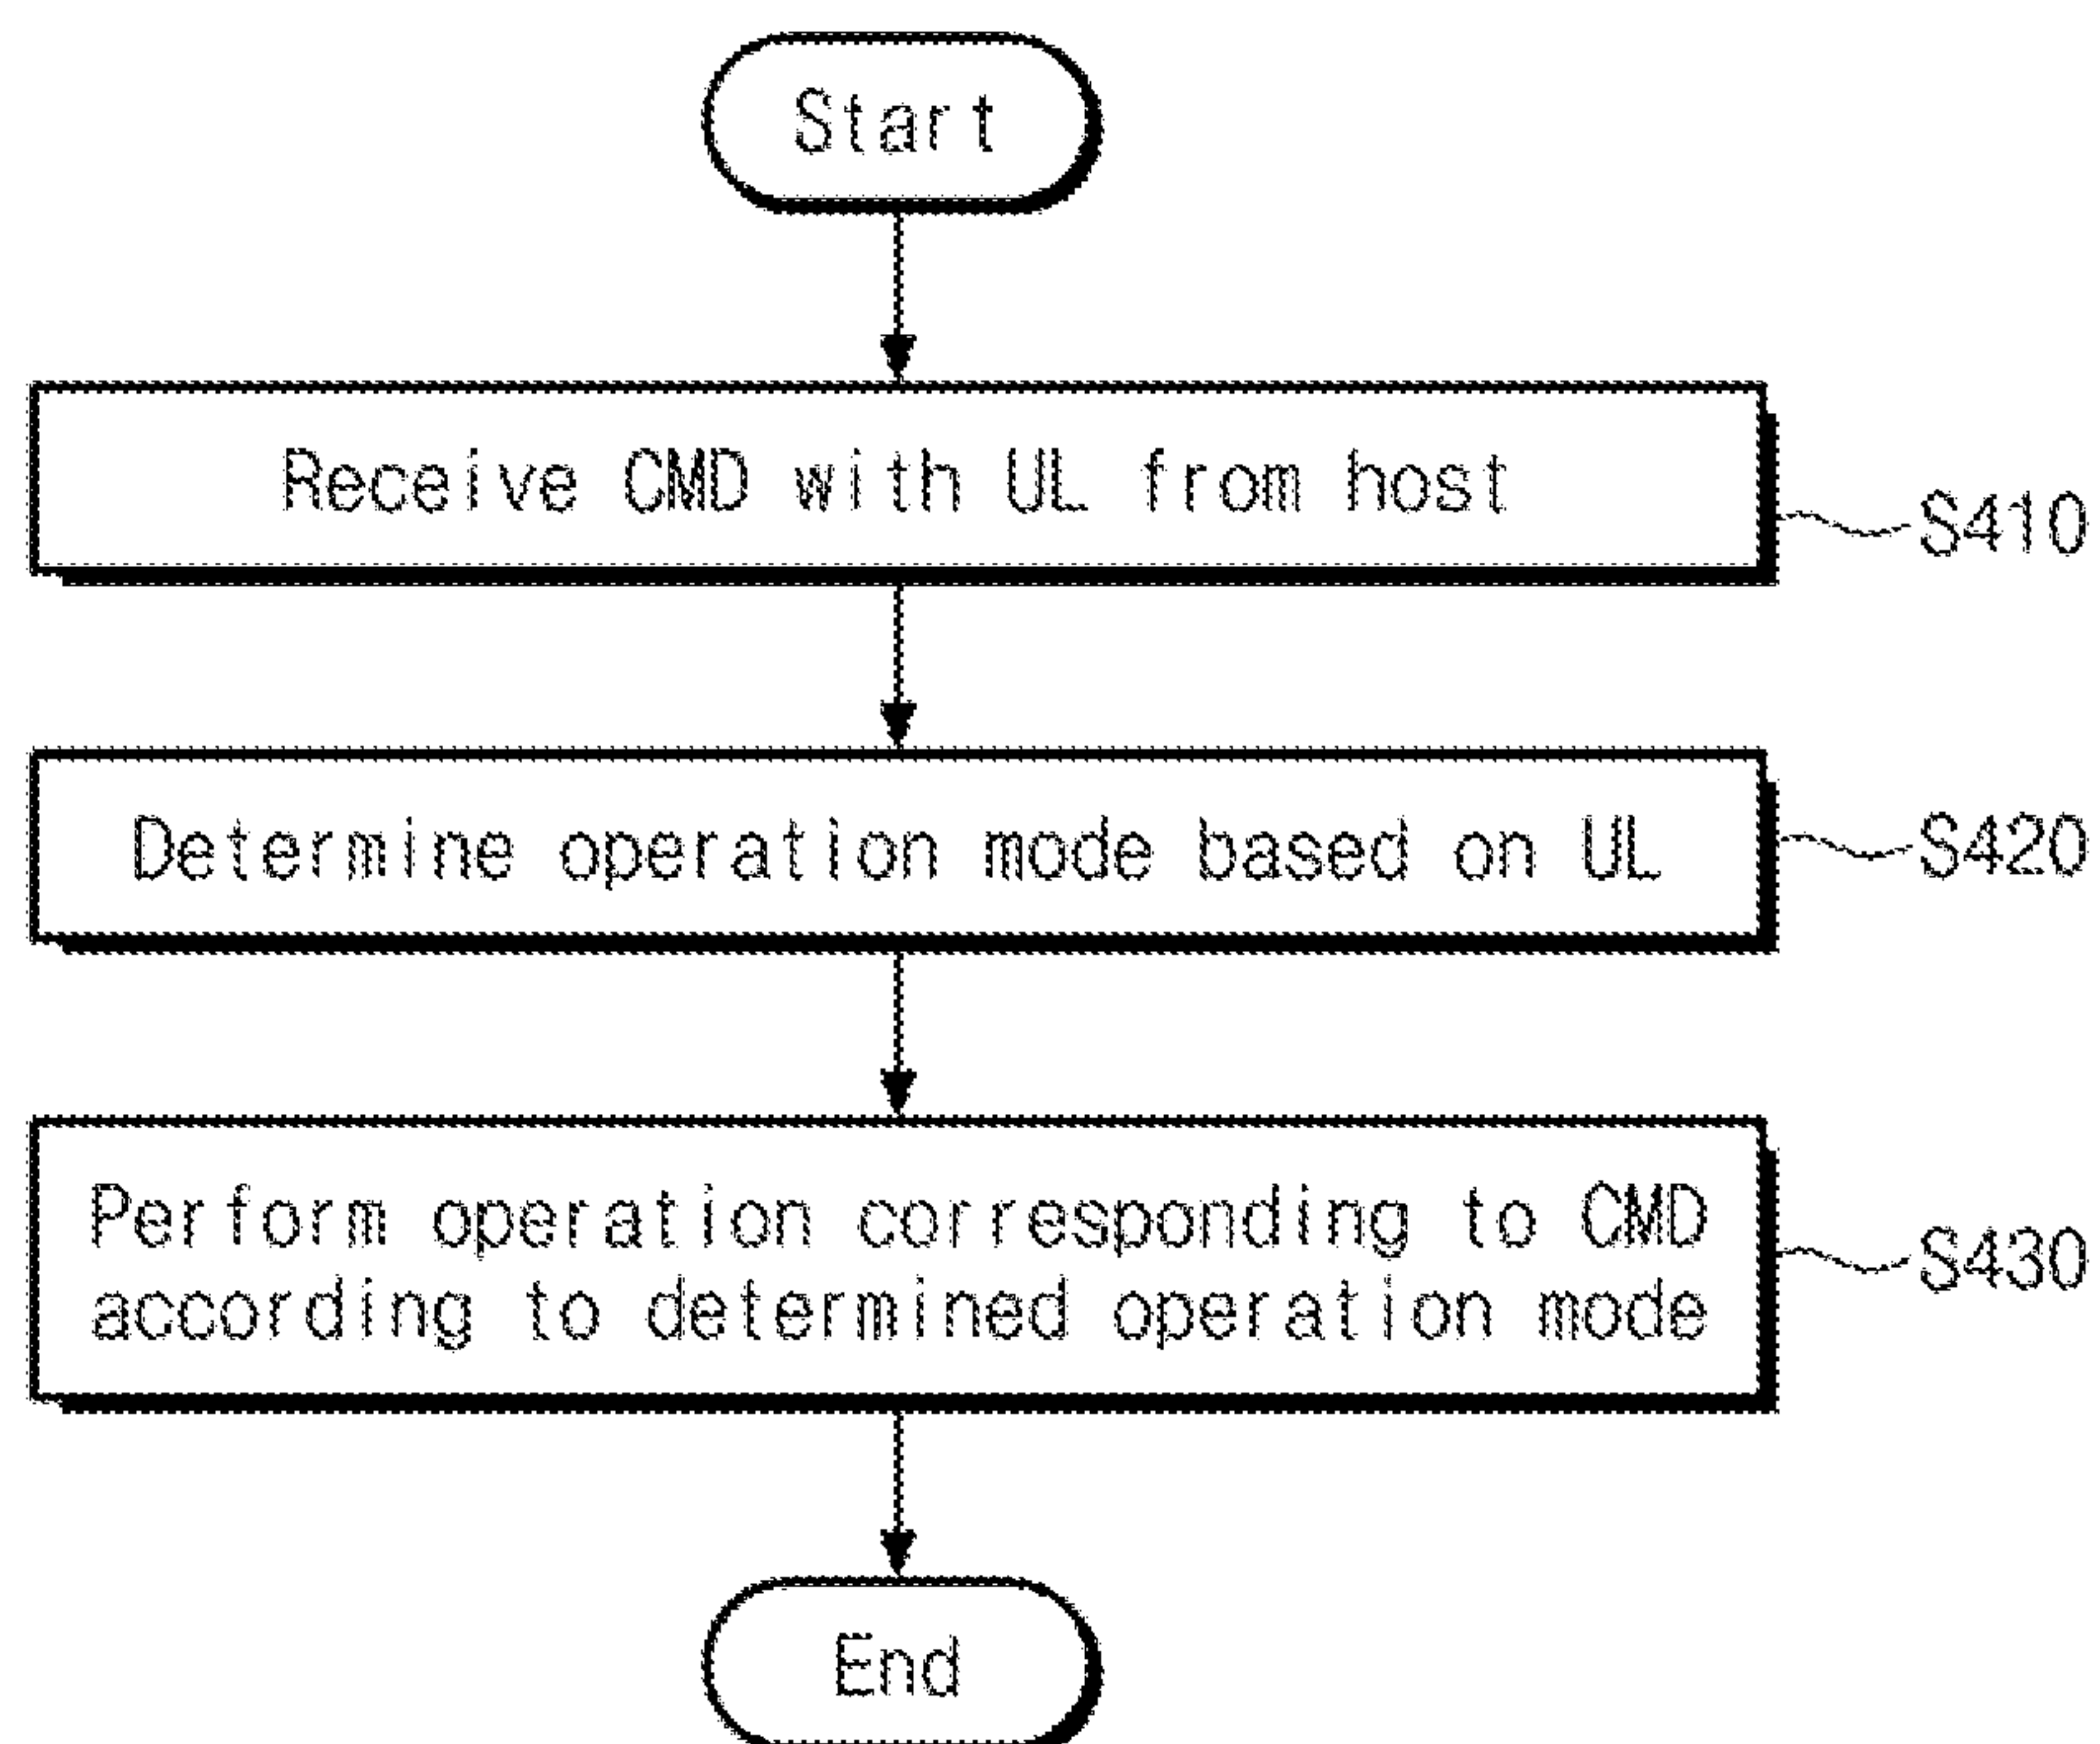 Start
Receive CMD with UL from host
S410
Determine operation mode based on UL
S420
Perform operation corresponding to CMD
according to determined operation mode
S430
End